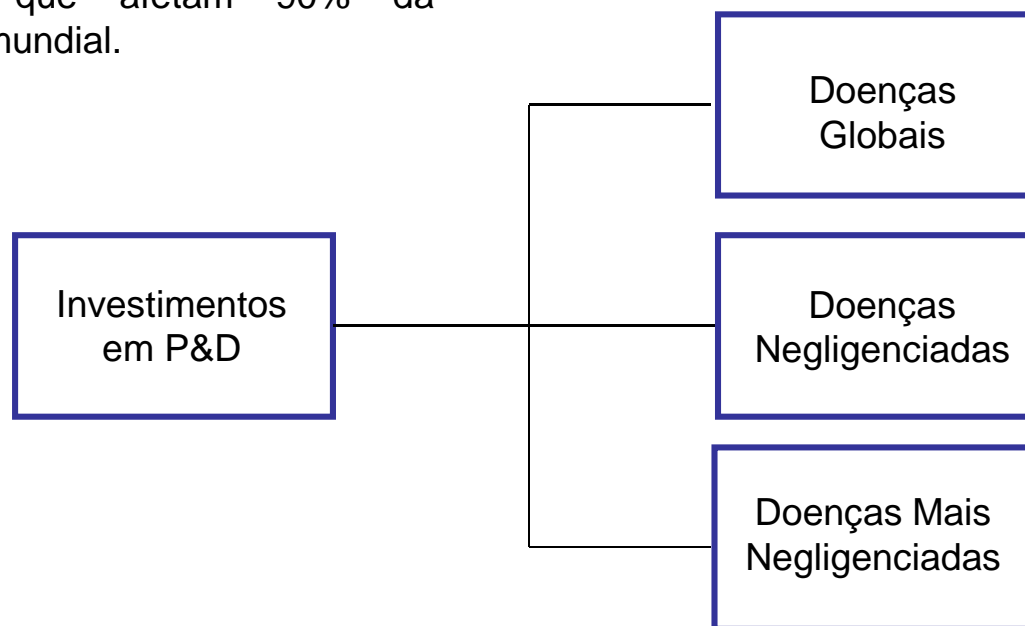 que afetam 90% da
mundial.
Doenças
Globais
Investimentos
em P&D
Doenças
Negligenciadas
Doenças Mais
Negligenciadas